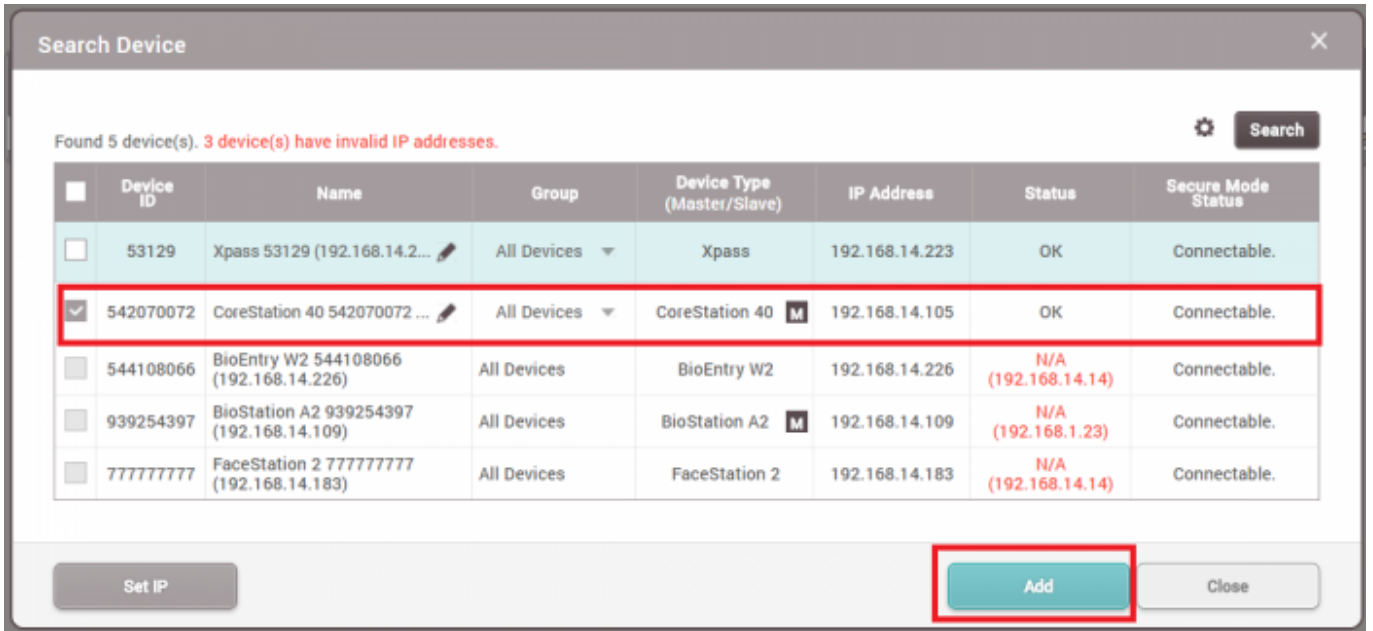 Search Device
Found 5 device(s). 3 device(s) have invalid IP addresses.
Search
Device ID Name Group Device Type (Master/Slave) IP Address Status Secure Mode Status
53129 Xpass 53129 (192.168.14.2... All Devices Xpass 192.168.14.223 OK Connectable.
542070072 CoreStation 40 542070072 ... All Devices CoreStation 40 M 192.168.14.105 OK Connectable.
544108066 BioEntry W2 544108066 (192.168.14.226) All Devices BioEntry W2 192.168.14.226 N/A (192.168.14.14) Connectable.
939254397 BioStation A2 939254397 (192.168.14.109) All Devices BioStation A2 M 192.168.14.109 N/A (192.168.1.23) Connectable.
777777777 FaceStation 2 777777777 (192.168.14.183) All Devices FaceStation 2 192.168.14.183 N/A (192.168.14.14) Connectable.
Set IP Add Close